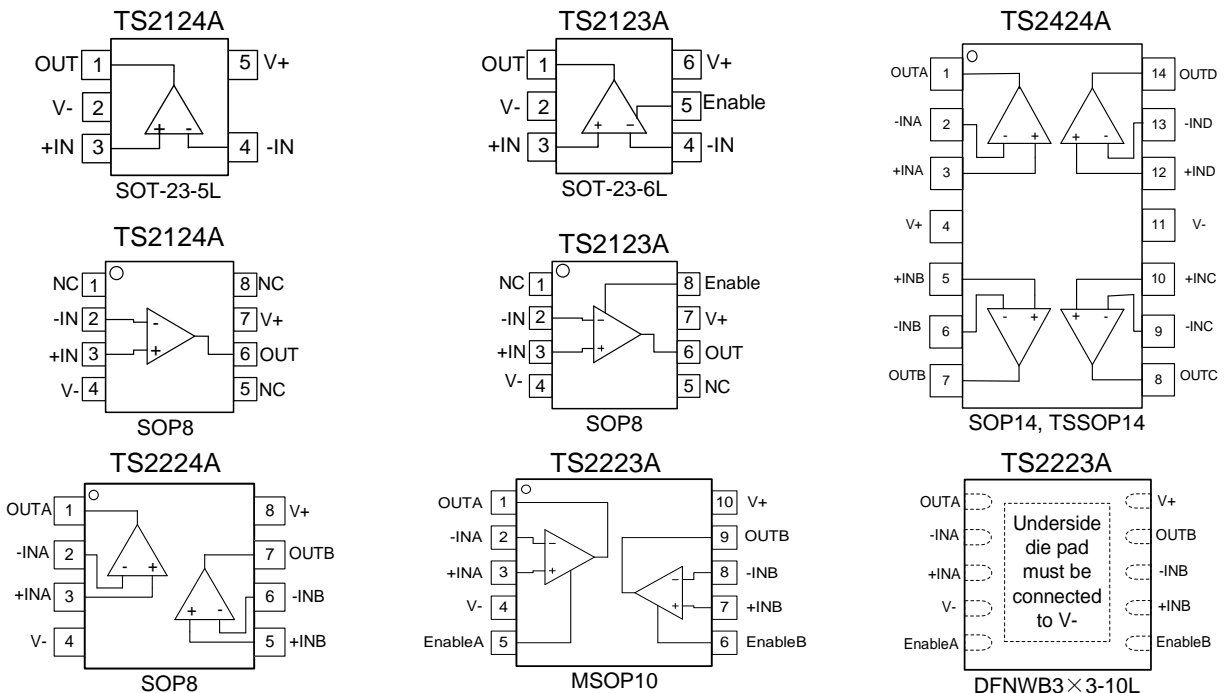 TS2124A
OUT 1 5 V+
V- 2
+IN 3 + - 4 -IN
SOT-23-5L
TS2123A
OUT 1 6 V+
V- 2 5 Enable
+IN 3 + - 4 -IN
SOT-23-6L
TS2424A
OUTA 1 14 OUTD
-INA 2 13 -IND
- + + -
+INA 3 12 +IND
V+ 4 11 V-
+INB 5 10 +INC
- + + -
-INB 6 9 -INC
OUTB 7 8 OUTC
SOP14, TSSOP14
TS2124A
NC 1 8 NC
-IN 2 - 7 V+
+IN 3 + 6 OUT
V- 4 5 NC
SOP8
TS2123A
NC 1 8 Enable
-IN 2 - 7 V+
+IN 3 + 6 OUT
V- 4 5 NC
SOP8
TS2224A
OUTA 1 8 V+
-INA 2 7 OUTB
- +
+INA 3 6 -INB
+ -
V- 4 5 +INB
SOP8
TS2223A
OUTA 1 10 V+
-INA 2 - 9 OUTB
+INA 3 + - 8 -INB
V- 4 + 7 +INB
EnableA 5 6 EnableB
MSOP10
TS2223A
OUTA V+
-INA OUTB
+INA -INB
V- +INB
EnableA EnableB
Underside
die pad
must be
connected
to V-
DFNWB3×3-10L